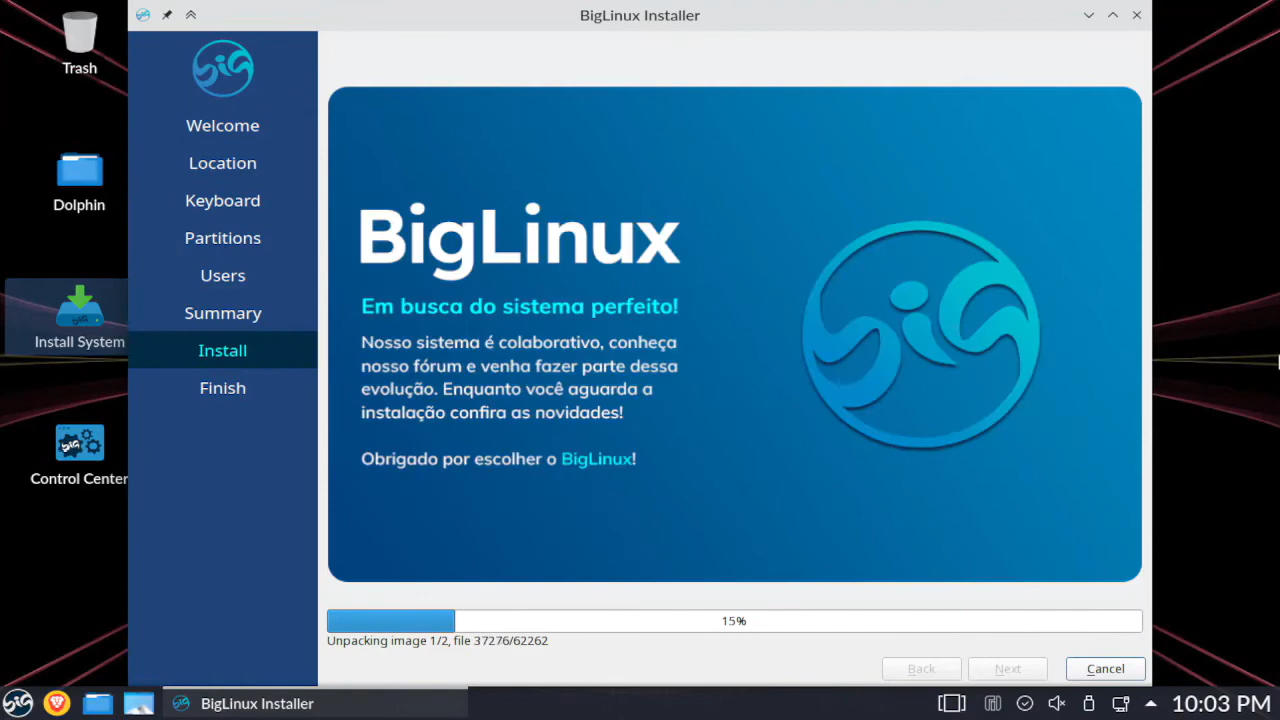 BigLinux Installer
Trash
Dolphin
Install System
Control Center
big
Welcome
Location
Keyboard
Partitions
Users
Summary
Install
Finish
BigLinux
Em busca do sistema perfeito!
Nosso sistema é colaborativo, conheça
nosso fórum e venha fazer parte dessa
evolução. Enquanto você aguarda a
instalação confira as novidades!
Obrigado por escolher o BigLinux!
big
15%
Unpacking image 1/2, file 37276/62262
Back
Next
Cancel
BigLinux Installer
10:03 PM